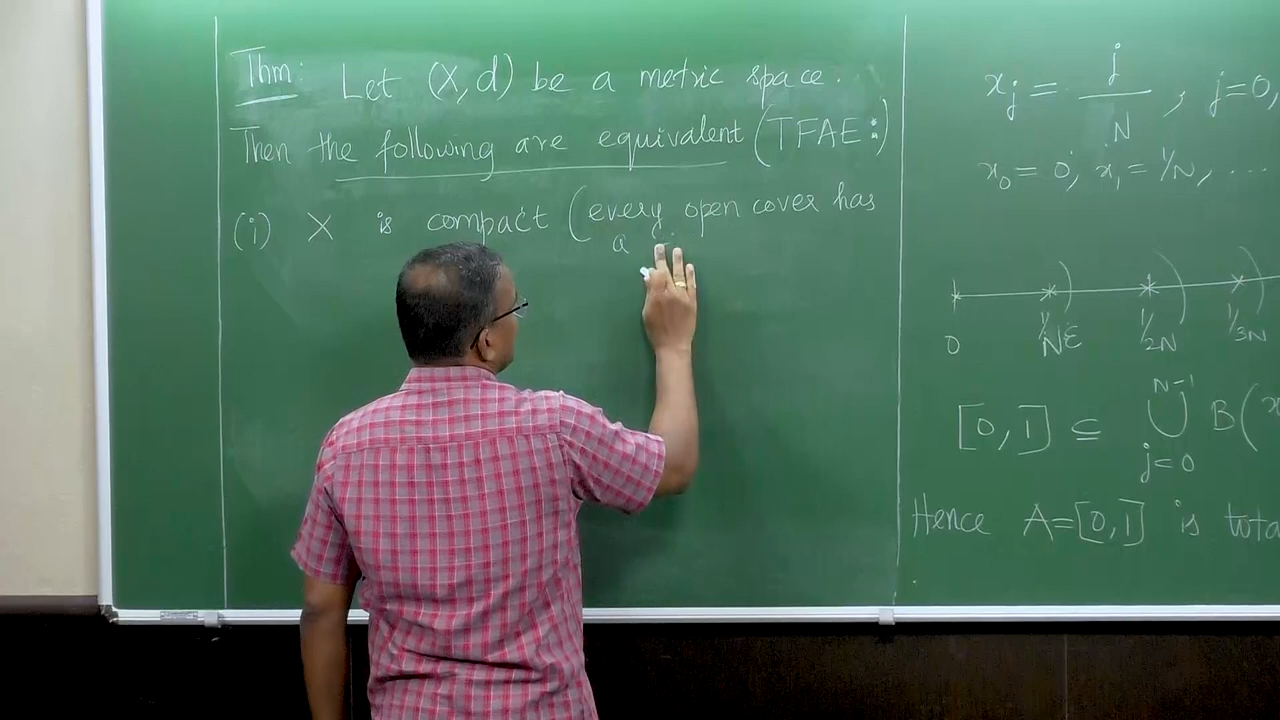 Thm: Let (X,d) be a metric space.
Then the following are equivalent (TFAE:)
(i) X is compact (every open cover has
a
x_j = j/N, j=0,
x_0 = 0, x_1 = 1/N, ...
0 1/N ε 1/2N 1/3N
[0,1] ⊆ ⋃_{j=0}^{N-1} B(x
Hence A=[0,1] is tota